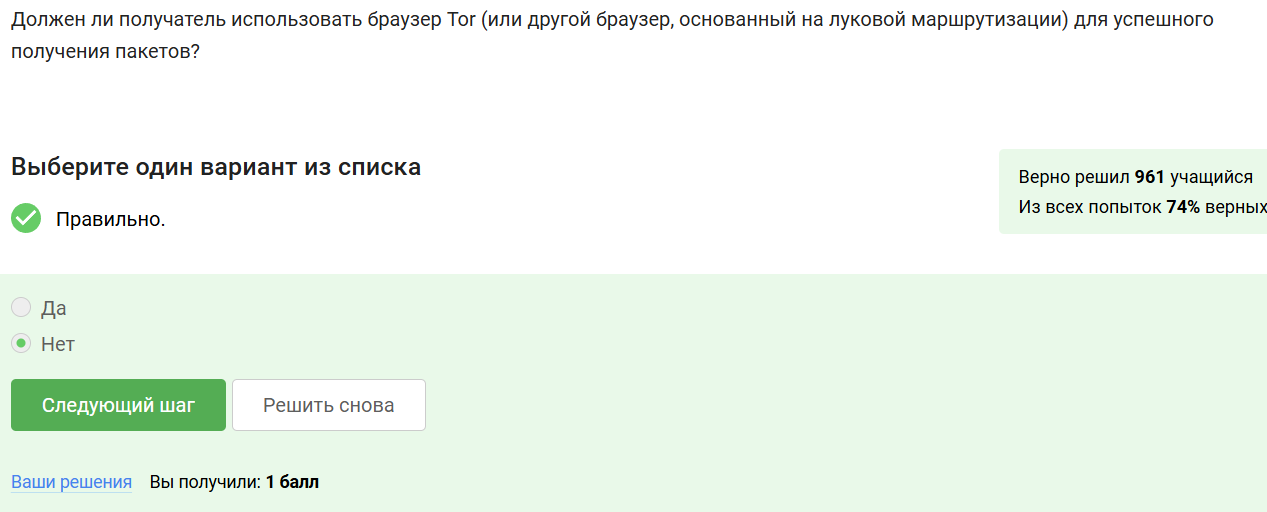 Должен ли получатель использовать браузер Tor (или другой браузер, основанный на луковой маршрутизации) для успешного
получения пакетов?
Выберите один вариант из списка
Правильно.
Верно решил 961 учащийся
Из всех попыток 74% верных
Да
Нет
Следующий шаг
Решить снова
Ваши решения Вы получили: 1 балл